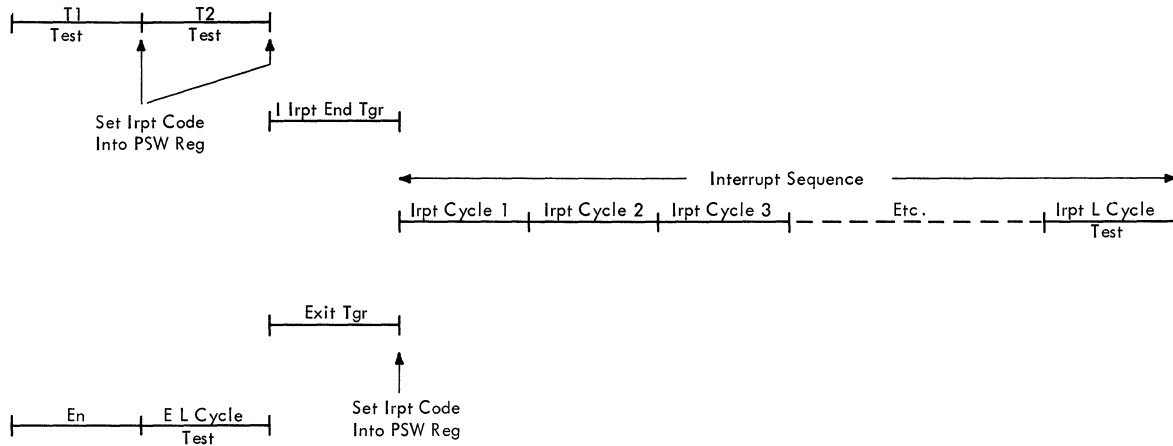 T1 T2
Test Test
Set Irpt Code
Into PSW Reg
I Irpt End Tgr
Interrupt Sequence
Irpt Cycle 1 Irpt Cycle 2 Irpt Cycle 3 Etc. Irpt L Cycle
Test
Exit Tgr
Set Irpt Code
Into PSW Reg
En E L Cycle
Test